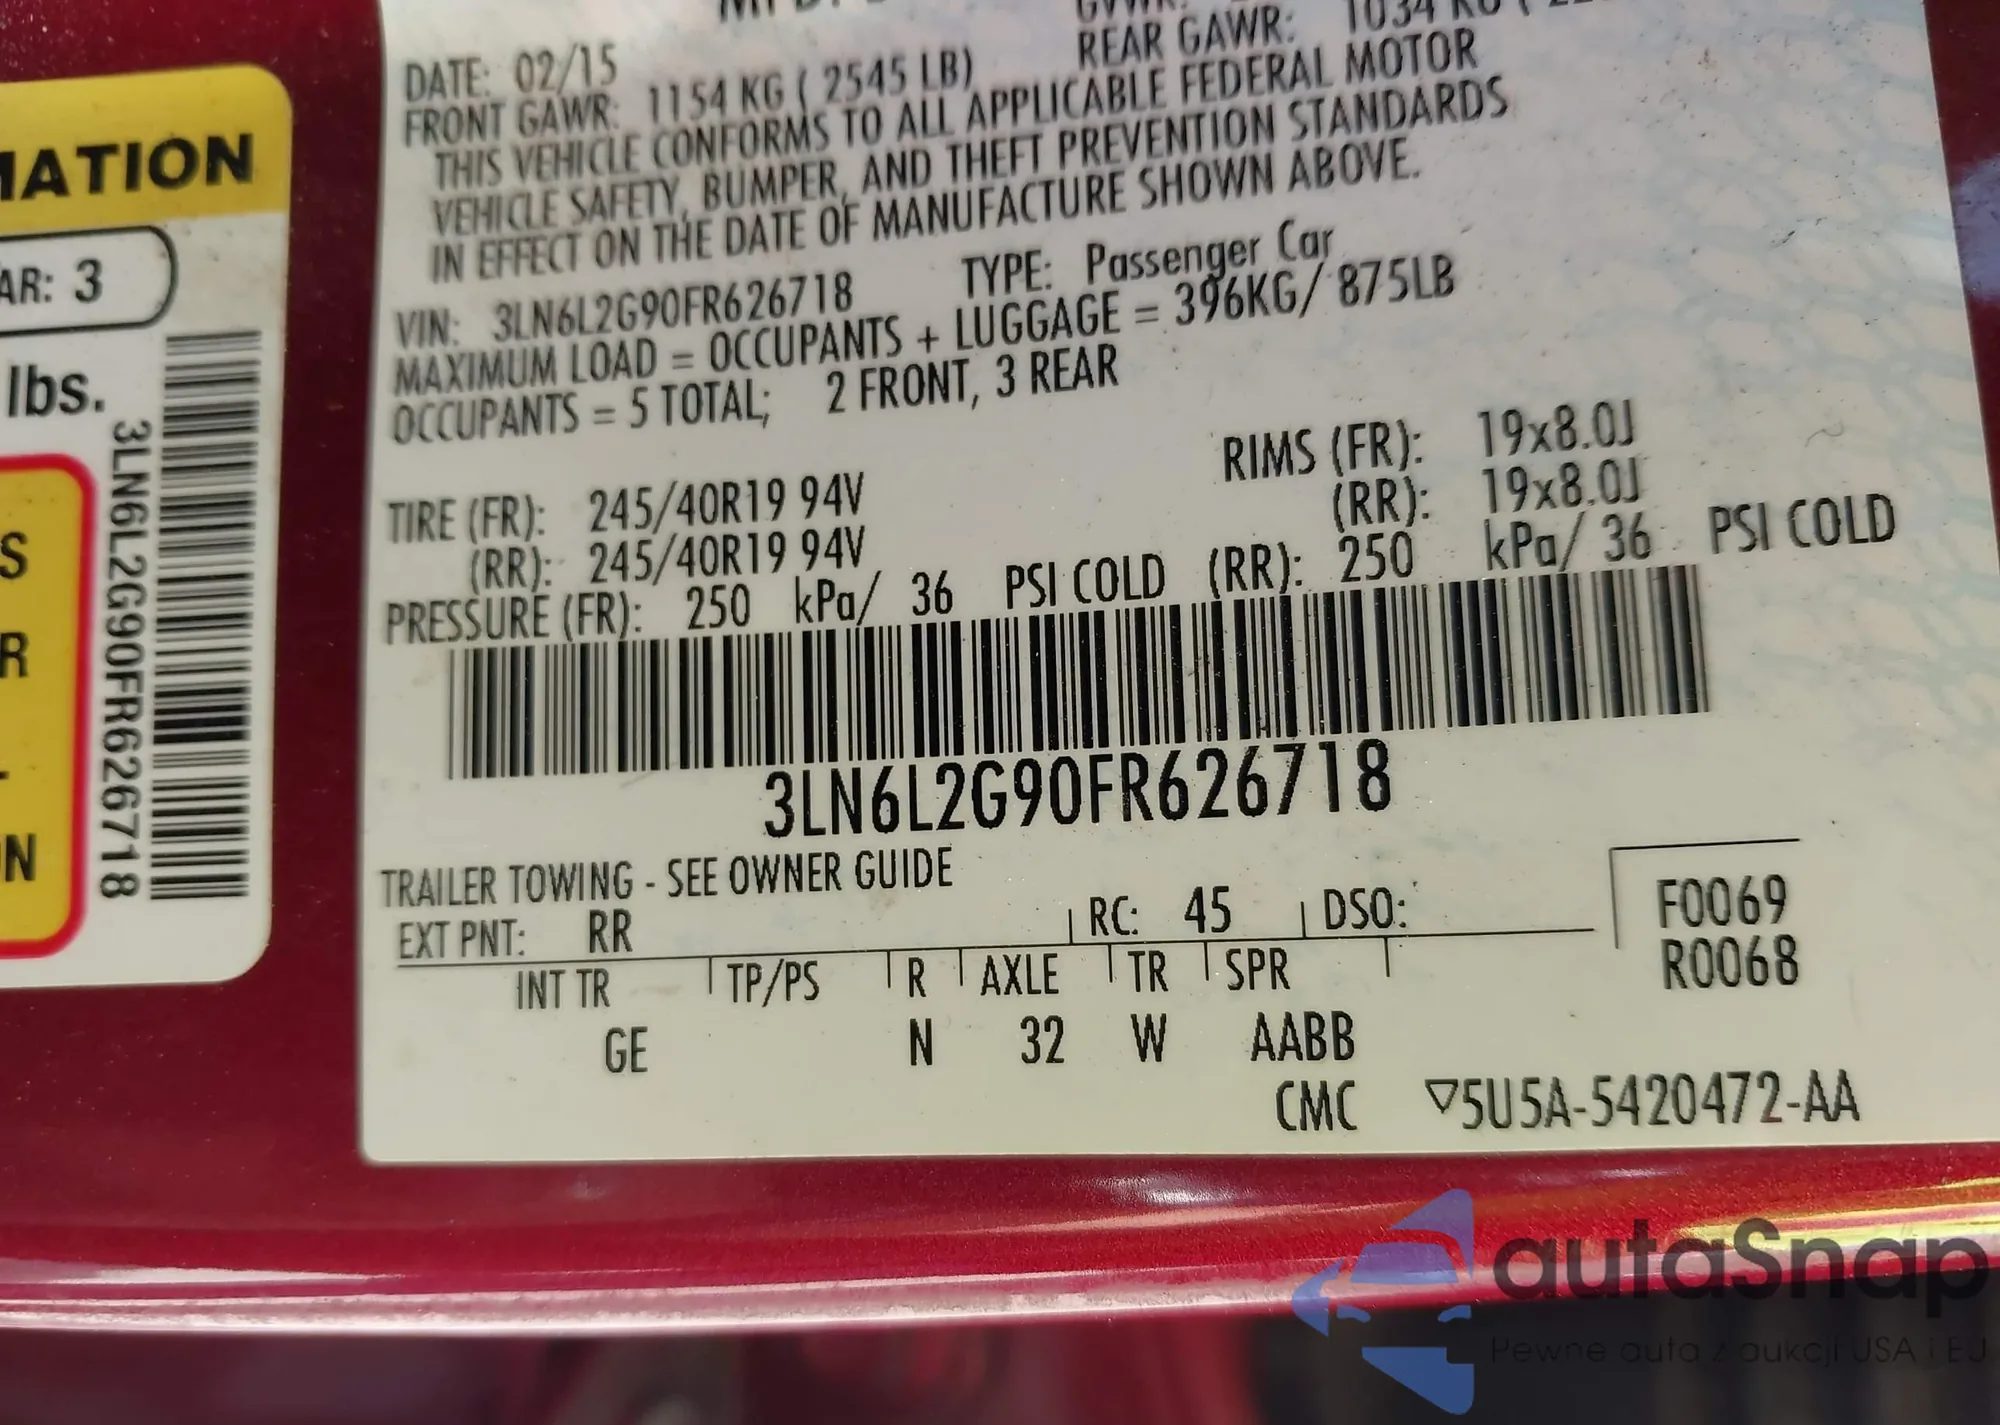 DATE: 02/15
REAR GAWR:
FRONT GAWR: 1154 KG ( 2545 LB)
THIS VEHICLE CONFORMS TO ALL APPLICABLE FEDERAL MOTOR
VEHICLE SAFETY, BUMPER, AND THEFT PREVENTION STANDARDS
IN EFFECT ON THE DATE OF MANUFACTURE SHOWN ABOVE.
VIN: 3LN6L2G90FR626718 TYPE: Passenger Car
MAXIMUM LOAD = OCCUPANTS + LUGGAGE = 396KG/ 875LB
OCCUPANTS = 5 TOTAL; 2 FRONT, 3 REAR
RIMS (FR): 19x8.0J
TIRE (FR): 245/40R19 94V (RR): 19x8.0J
(RR): 245/40R19 94V
PRESSURE (FR): 250 kPa/ 36 PSI COLD (RR): 250 kPa/ 36 PSI COLD
3LN6L2G90FR626718
TRAILER TOWING - SEE OWNER GUIDE
EXT PNT: RR RC: 45 DSO:
F0069
R0068
INT TR TP/PS R AXLE TR SPR
GE N 32 W AABB
CMC ▽5U5A-5420472-AA
MATION
AR: 3
lbs.
3LN6L2G90FR626718
S
R
N
autaSnap
Pewne auta z aukcji USA i EJ